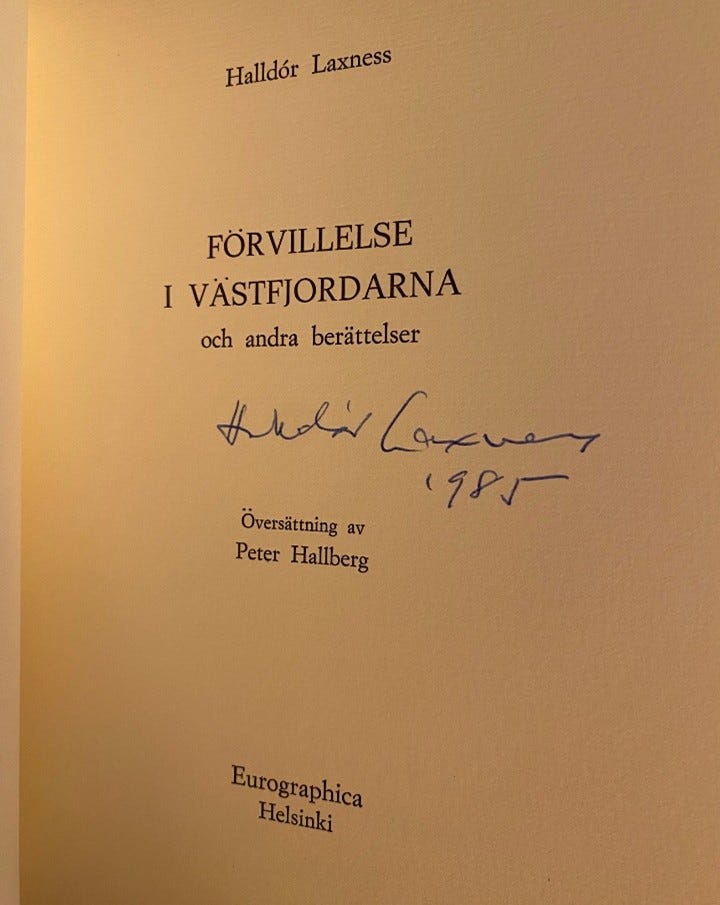 Halldór Laxness
FÖRVILLELSE
I VÄSTFJORDARNA
och andra berättelser
Halldór Laxness
1985
Översättning av
Peter Hallberg
Eurographica
Helsinki